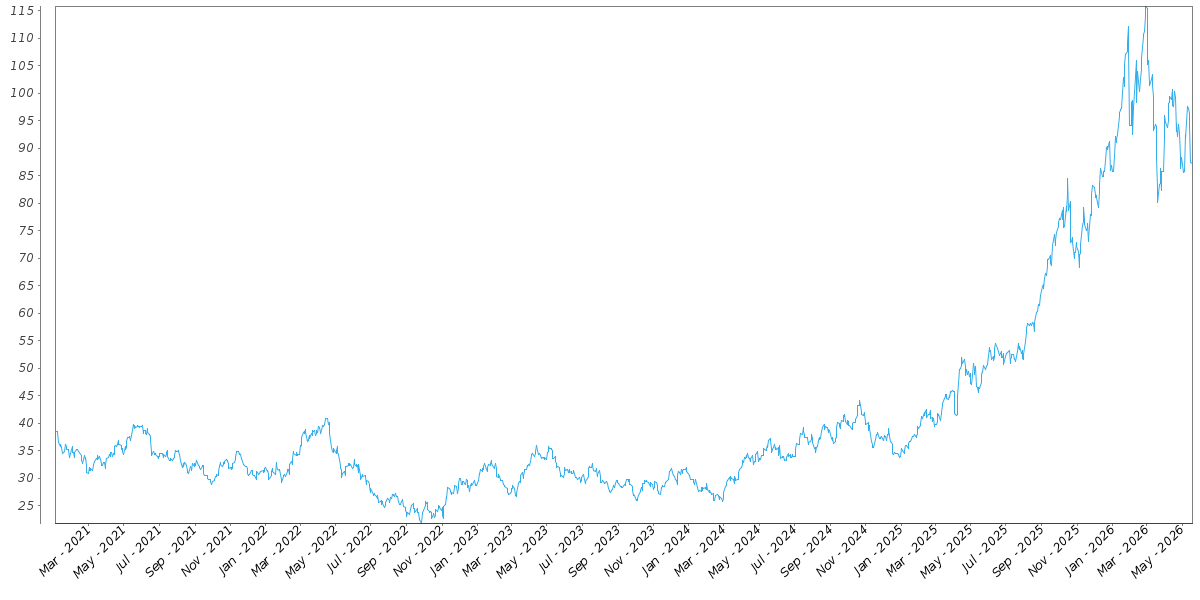 115
110
105
100
95
90
85
80
75
70
65
60
55
50
45
40
35
30
25
Mar - 2021
May - 2021
Jul - 2021
Sep - 2021
Nov - 2021
Jan - 2022
Mar - 2022
May - 2022
Jul - 2022
Sep - 2022
Nov - 2022
Jan - 2023
Mar - 2023
May - 2023
Jul - 2023
Sep - 2023
Nov - 2023
Jan - 2024
Mar - 2024
May - 2024
Jul - 2024
Sep - 2024
Nov - 2024
Jan - 2025
Mar - 2025
May - 2025
Jul - 2025
Sep - 2025
Nov - 2025
Jan - 2026
Mar - 2026
May - 2026